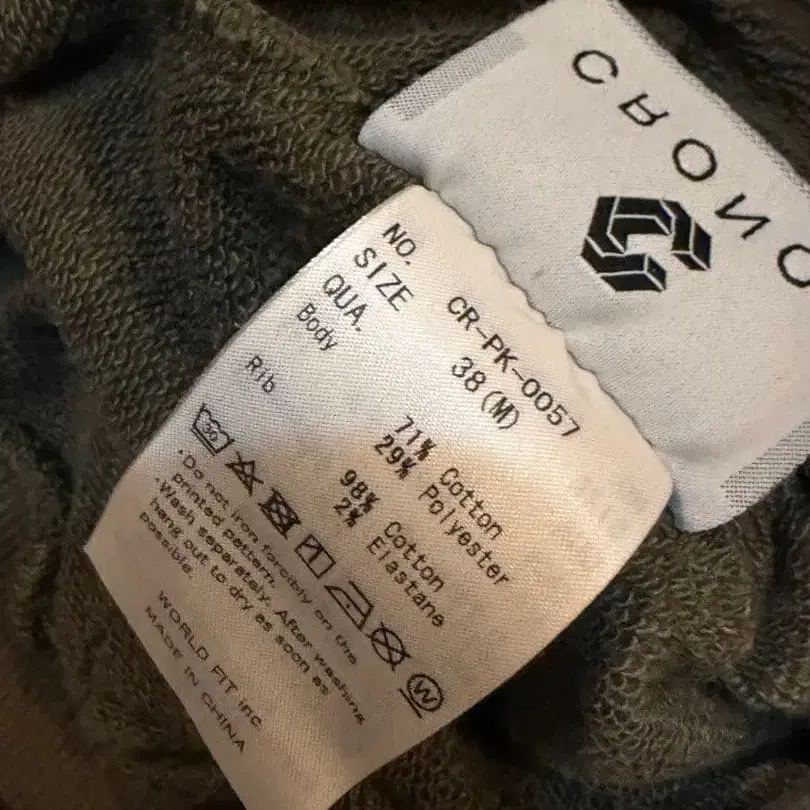 CRONO
NO. CR-PK-0057
SIZE 38(M)
QUA.
Body 71% Cotton
29% Polyester
Rib 98% Cotton
2% Elastane
30
W
·Do not iron forcibly on the
printed pattern.
·Wash separately. After washing
hang out to dry as soon as
possible.
WORLD FIT inc.
MADE IN CHINA